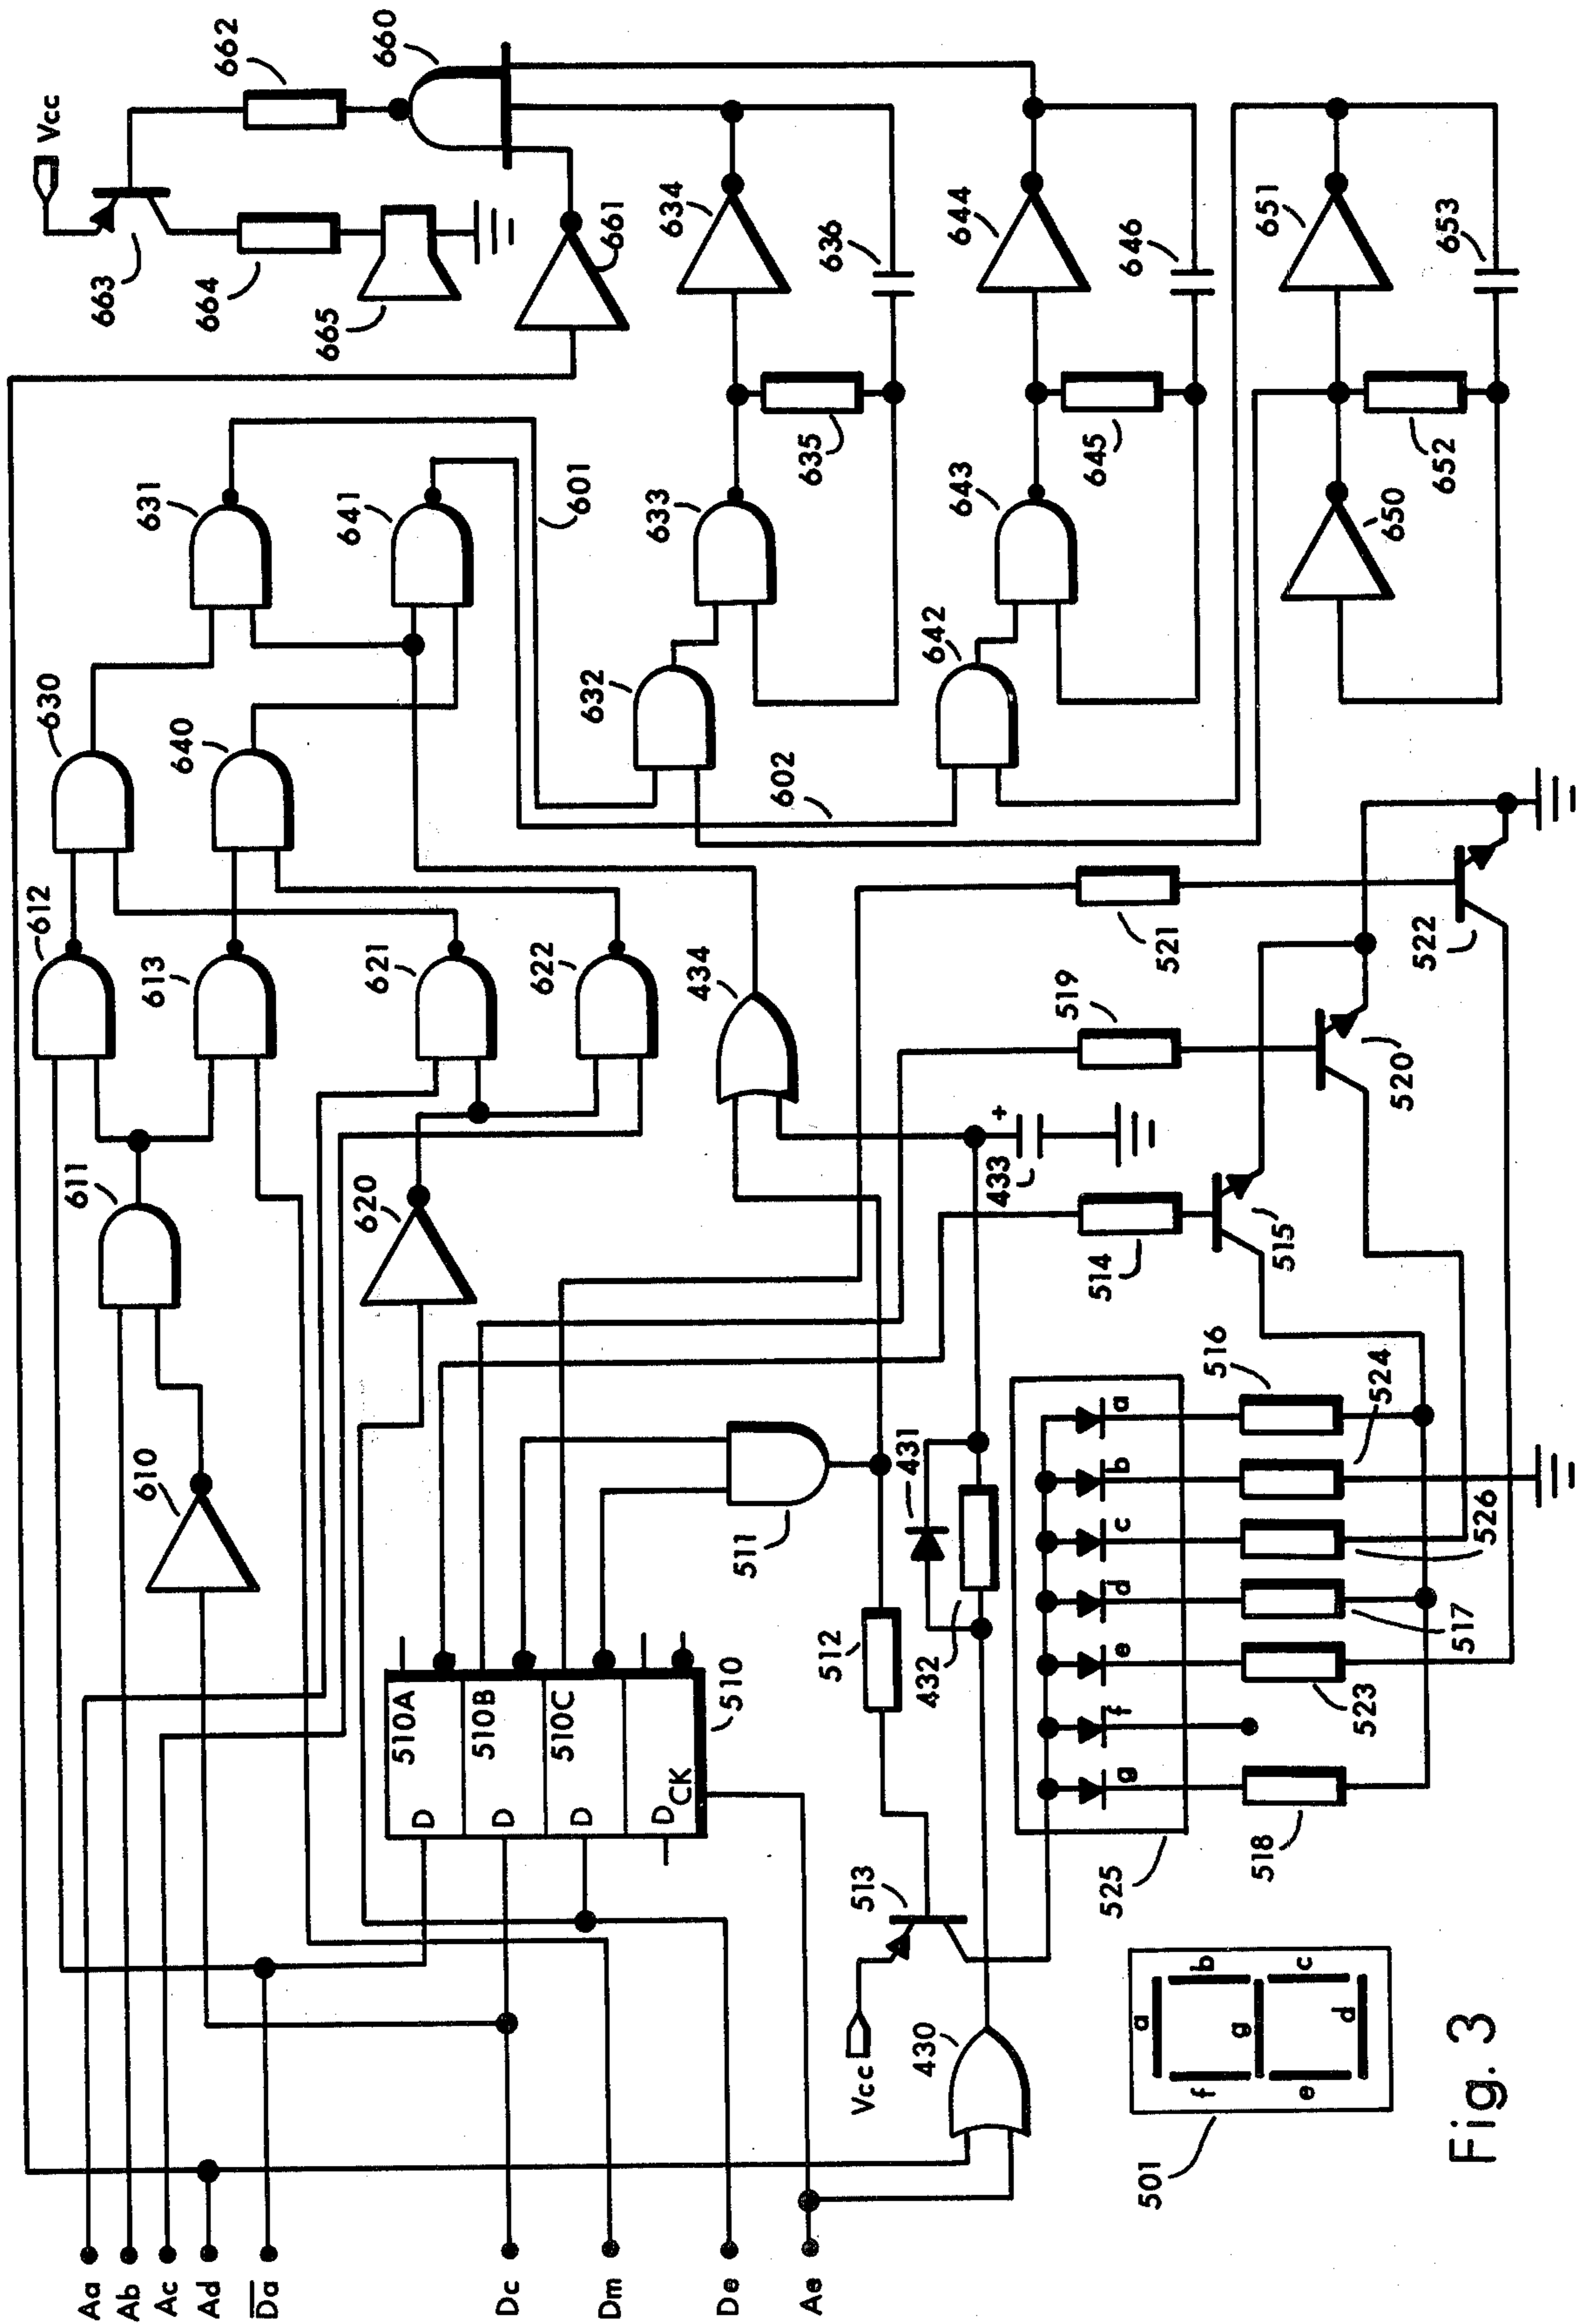 Aa
Ab
Ac
Ad
Da
Dc
Dm
De
Ae
610
611
612
613
620
621
622
630
640
631
641
601
602
Vcc
662
660
663
664
665
661
634
636
633
635
632
644
646
643
645
642
651
653
650
652
510A
510B
510C
D
D
D
D
CK
510
511
512
513
Vcc
430
431
432
433
+
434
514
515
519
520
521
522
525
g
f
e
d
c
b
a
518
523
517
526
524
516
501
a
b
c
d
e
f
g
Fig. 3